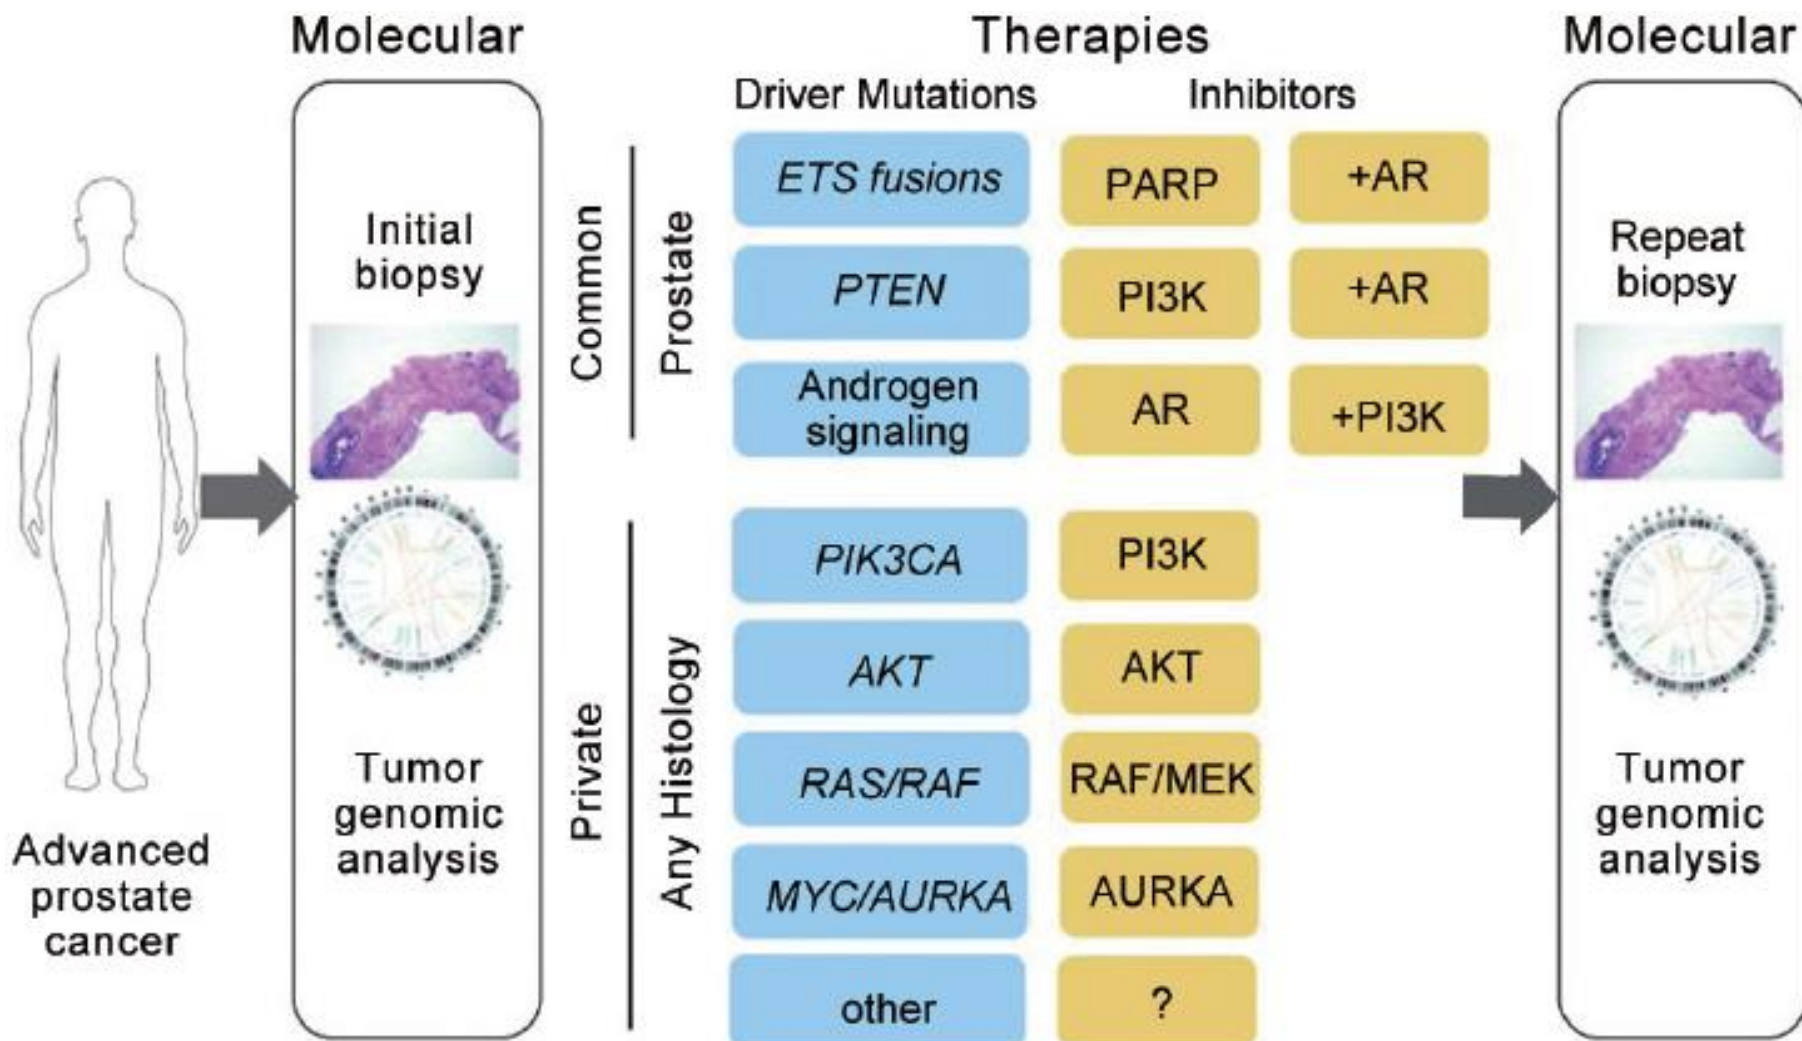 Molecular
Therapies
Molecular
Driver Mutations
Inhibitors
Initial
biopsy
Tumor
genomic
analysis
Advanced
prostate
cancer
Common
Prostate
ETS fusions
PARP
+AR
PTEN
PI3K
+AR
Androgen
signaling
AR
+PI3K
Private
Any Histology
PIK3CA
PI3K
AKT
AKT
RAS/RAF
RAF/MEK
MYC/AURKA
AURKA
other
?
Repeat
biopsy
Tumor
genomic
analysis